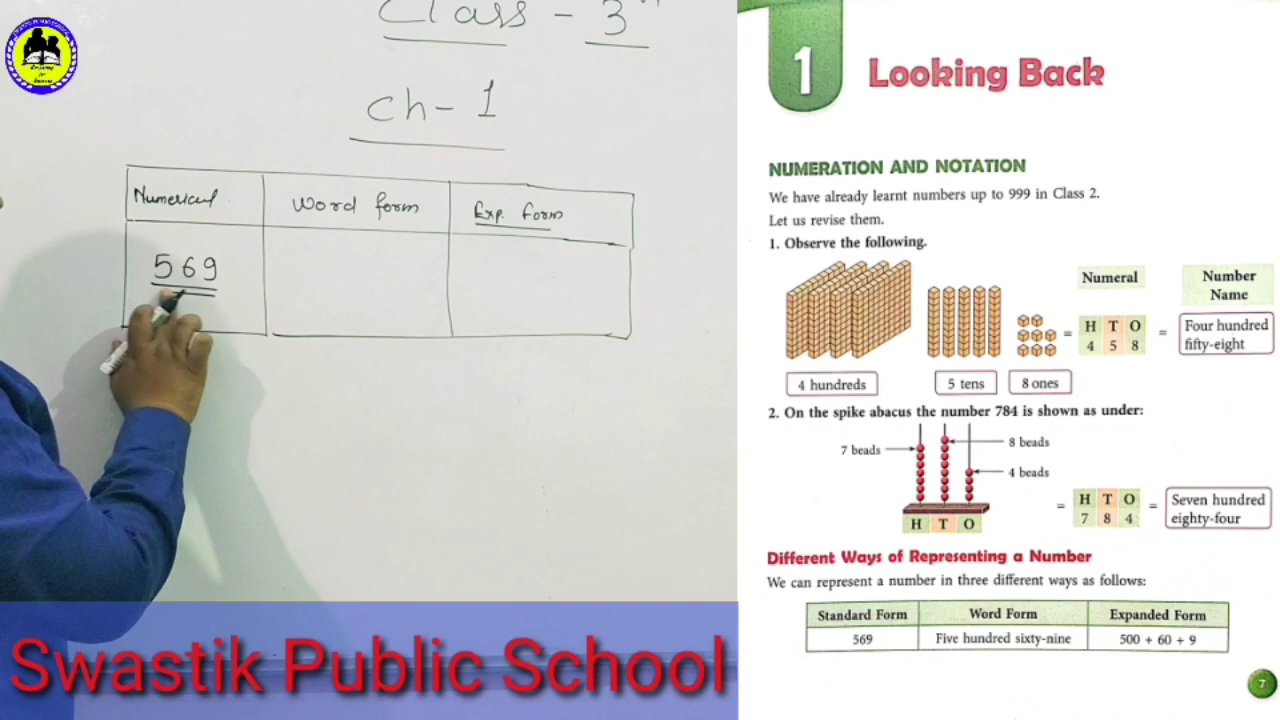 Class - 3rd
ch - 1
Numerical Word form Exp. Form
569
Swastik Public School
1 Looking Back
NUMERATION AND NOTATION
We have already learnt numbers up to 999 in Class 2.
Let us revise them.
1. Observe the following.
Numeral
Number
Name
= H T O = Four hundred
4 5 8 fifty-eight
4 hundreds 5 tens 8 ones
2. On the spike abacus the number 784 is shown as under:
7 beads
8 beads
4 beads
H T O
= H T O = Seven hundred
7 8 4 eighty-four
Different Ways of Representing a Number
We can represent a number in three different ways as follows:
Standard Form Word Form Expanded Form
569 Five hundred sixty-nine 500 + 60 + 9
7